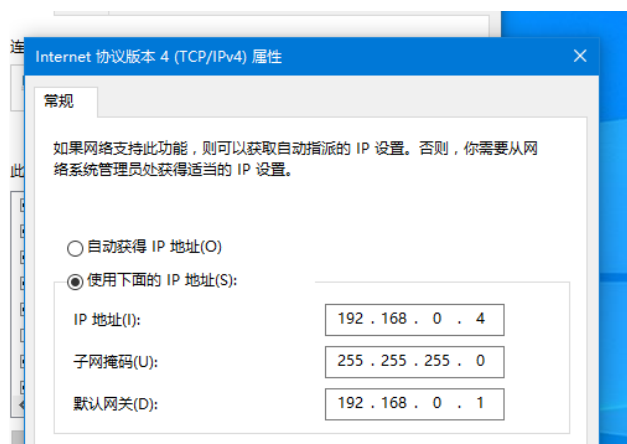 连
Internet 协议版本 4 (TCP/IPv4) 属性
常规
如果网络支持此功能，则可以获取自动指派的 IP 设置。否则，你需要从网
络系统管理员处获得适当的 IP 设置。
此
自动获得 IP 地址(O)
使用下面的 IP 地址(S):
IP 地址(I): 192 . 168 . 0 . 4
子网掩码(U): 255 . 255 . 255 . 0
默认网关(D): 192 . 168 . 0 . 1